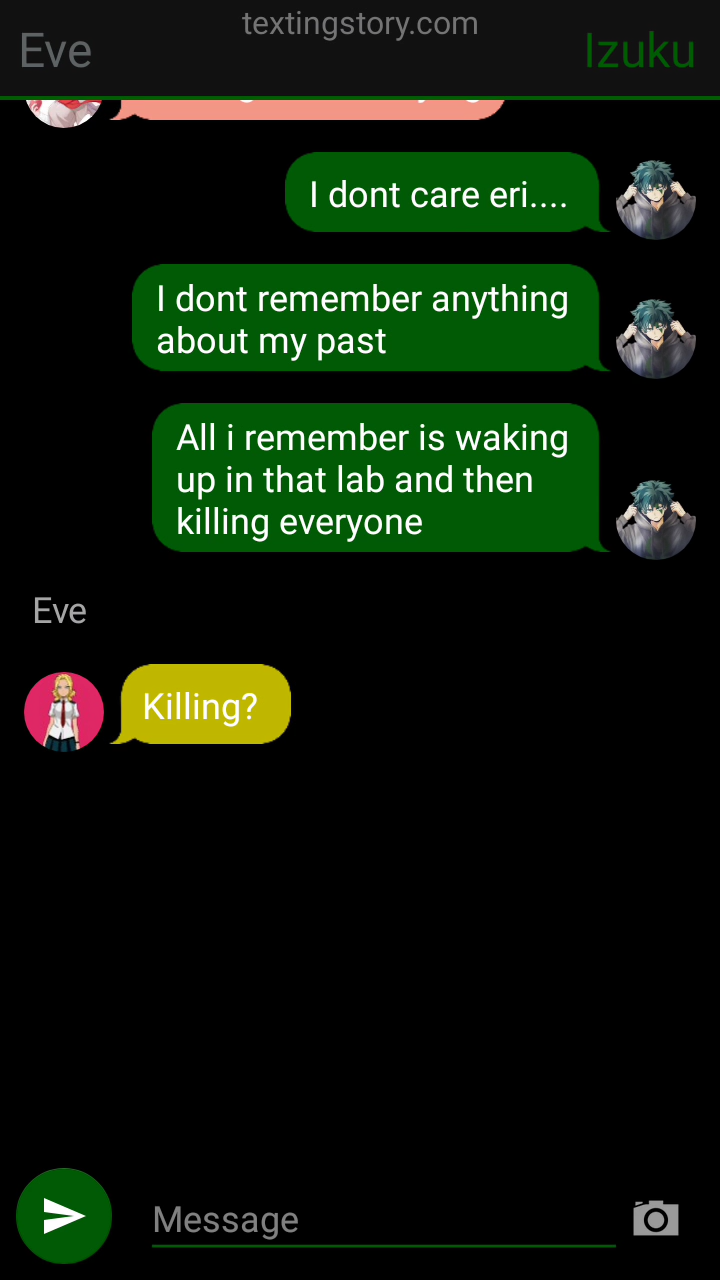 textingstory.com
Eve
Izuku
I dont care eri....
I dont remember anything
about my past
All i remember is waking
up in that lab and then
killing everyone
Eve
Killing?
Message